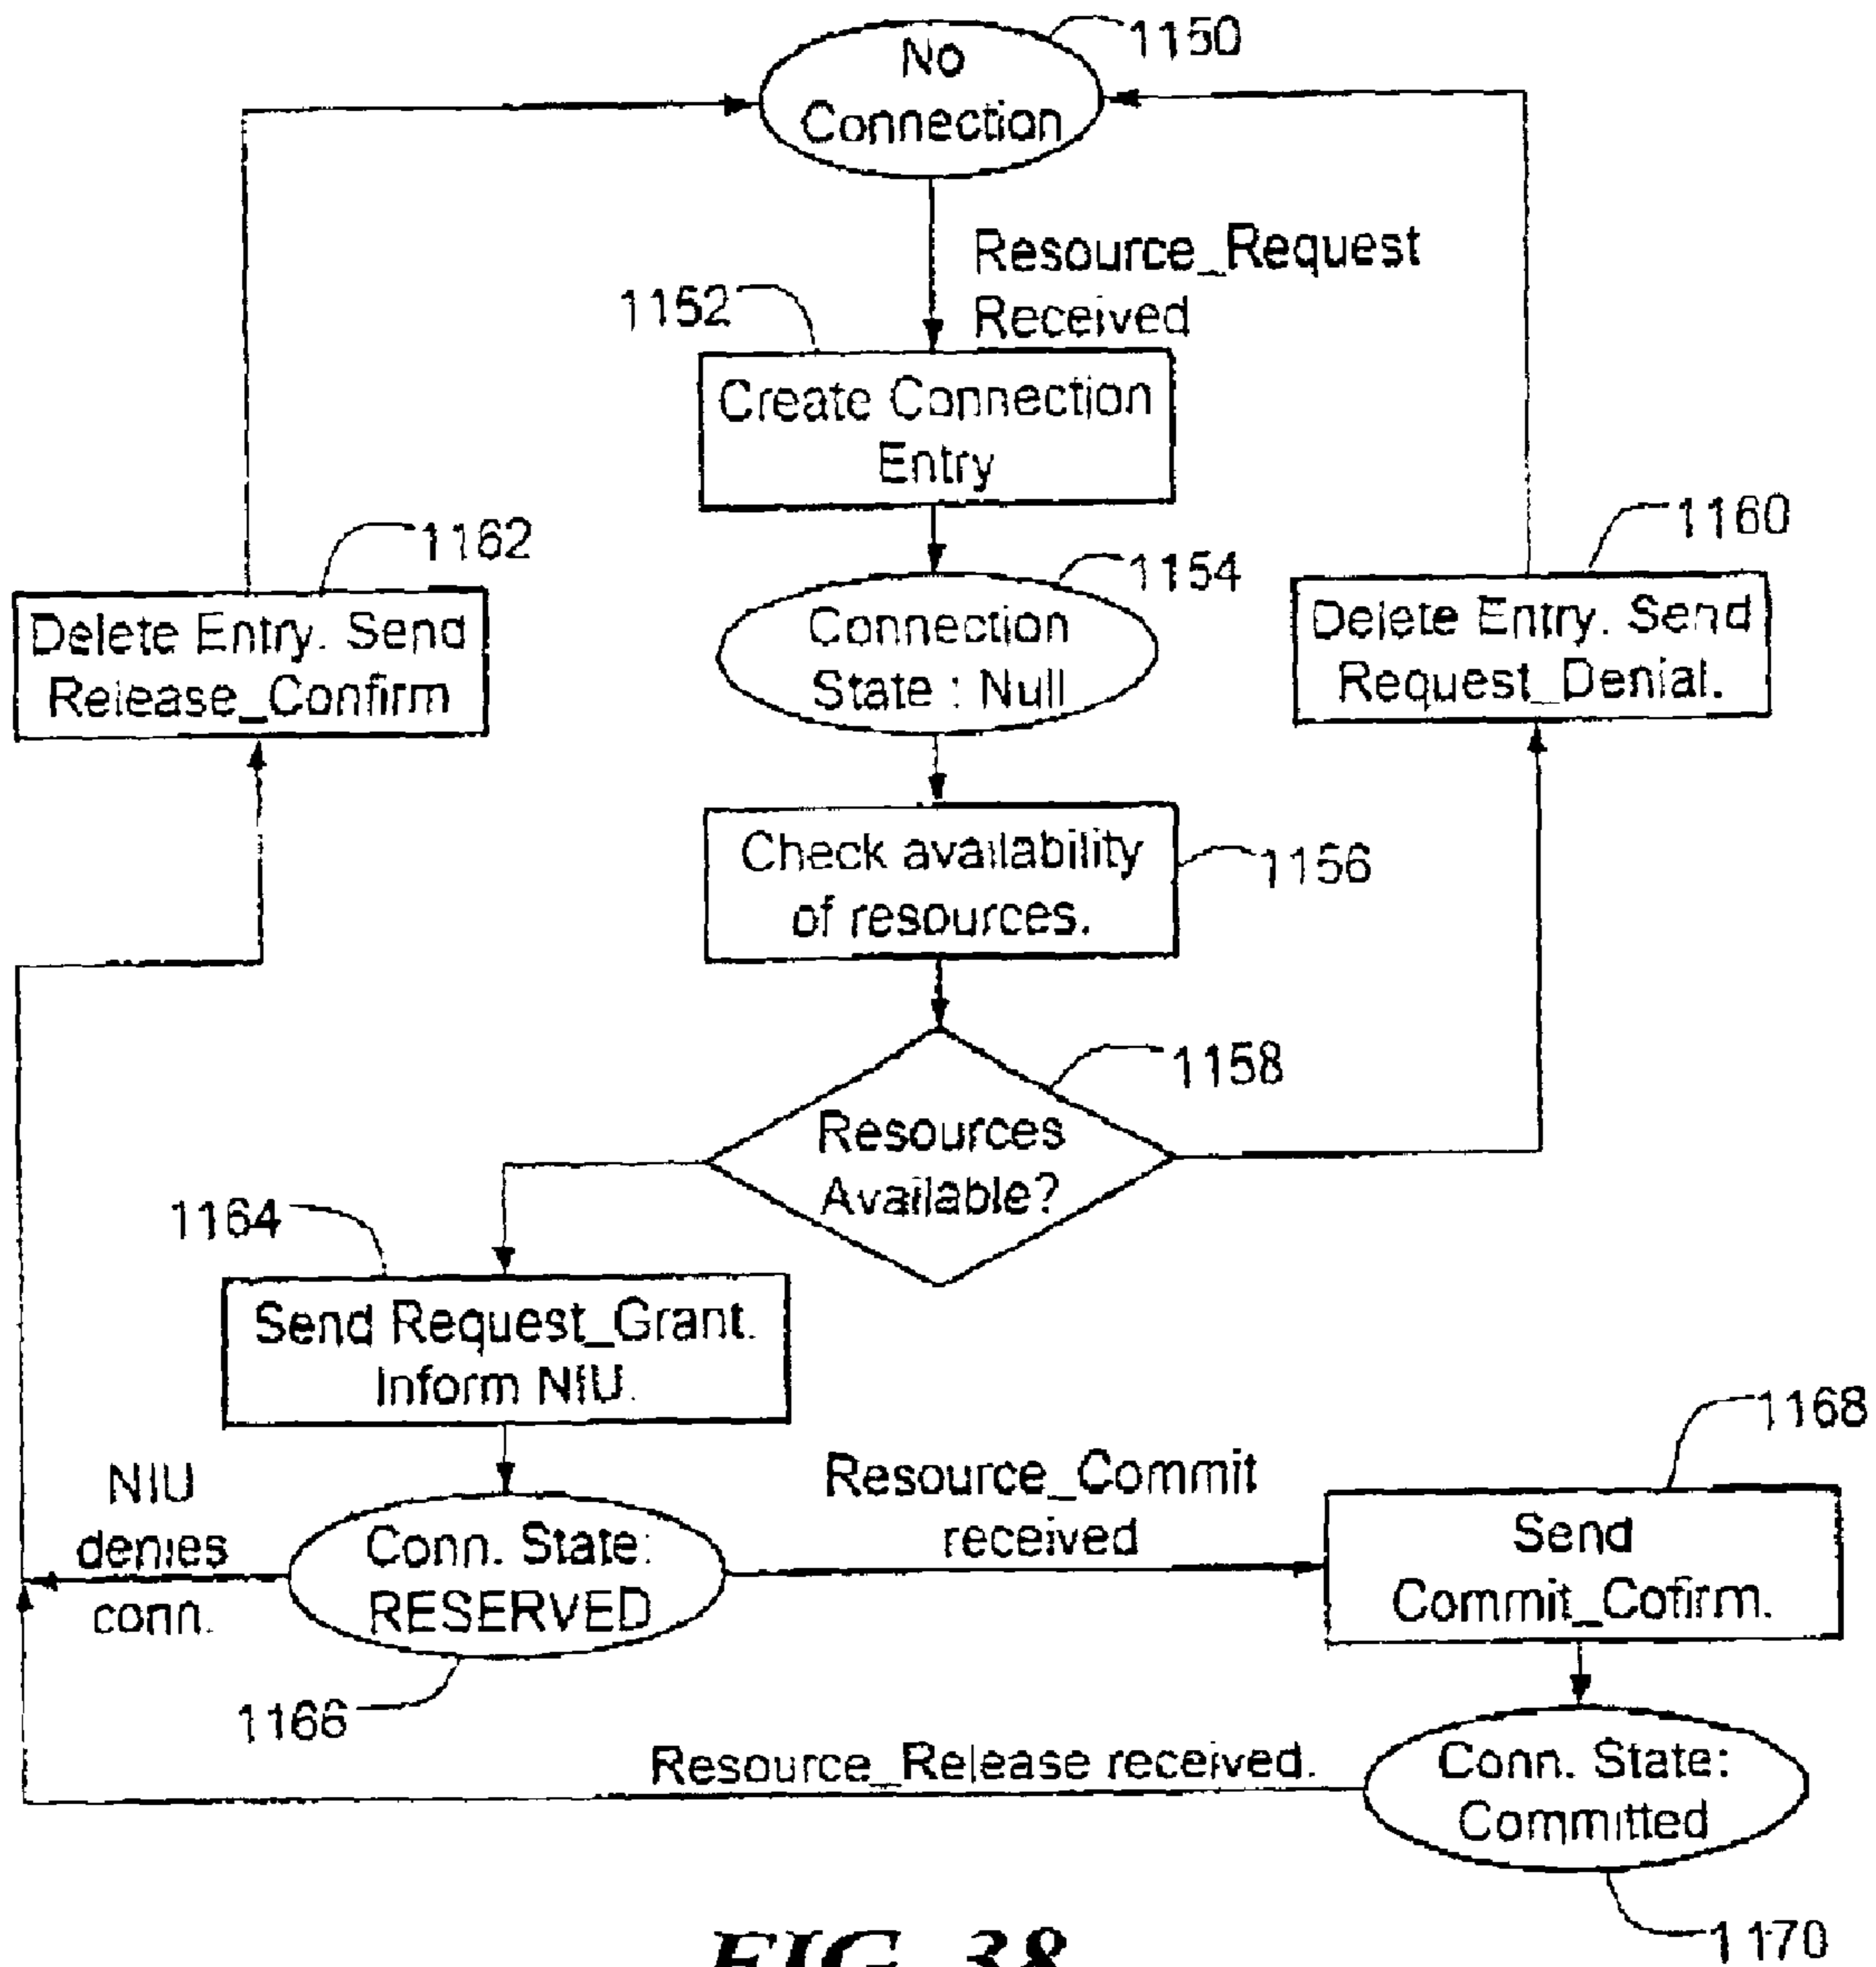 No
Connection
1150
Resource_Request
Received
1152
Create Connection
Entry
1162
1154
1160
Delete Entry. Send
Release_Confirm
Connection
State : Null
Delete Entry. Send
Request_Denial.
Check availability
of resources.
1156
1158
Resources
Available?
1164
Send Request_Grant.
Inform NIU.
1168
NIU
denies
conn.
Conn. State:
RESERVED
Resource_Commit
received
Send
Commit_Cofirm.
1166
Resource_Release received.
Conn. State:
Committed
1170
FIG. 38